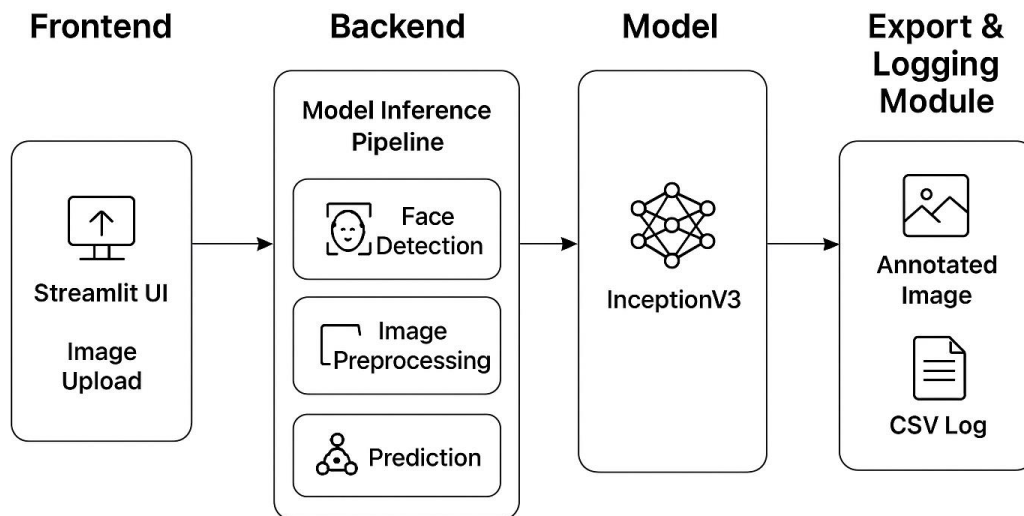 Frontend
Streamlit UI
Image
Upload
Backend
Model Inference
Pipeline
Face
Detection
Image
Preprocessing
Prediction
Model
InceptionV3
Export &
Logging
Module
Annotated
Image
CSV Log